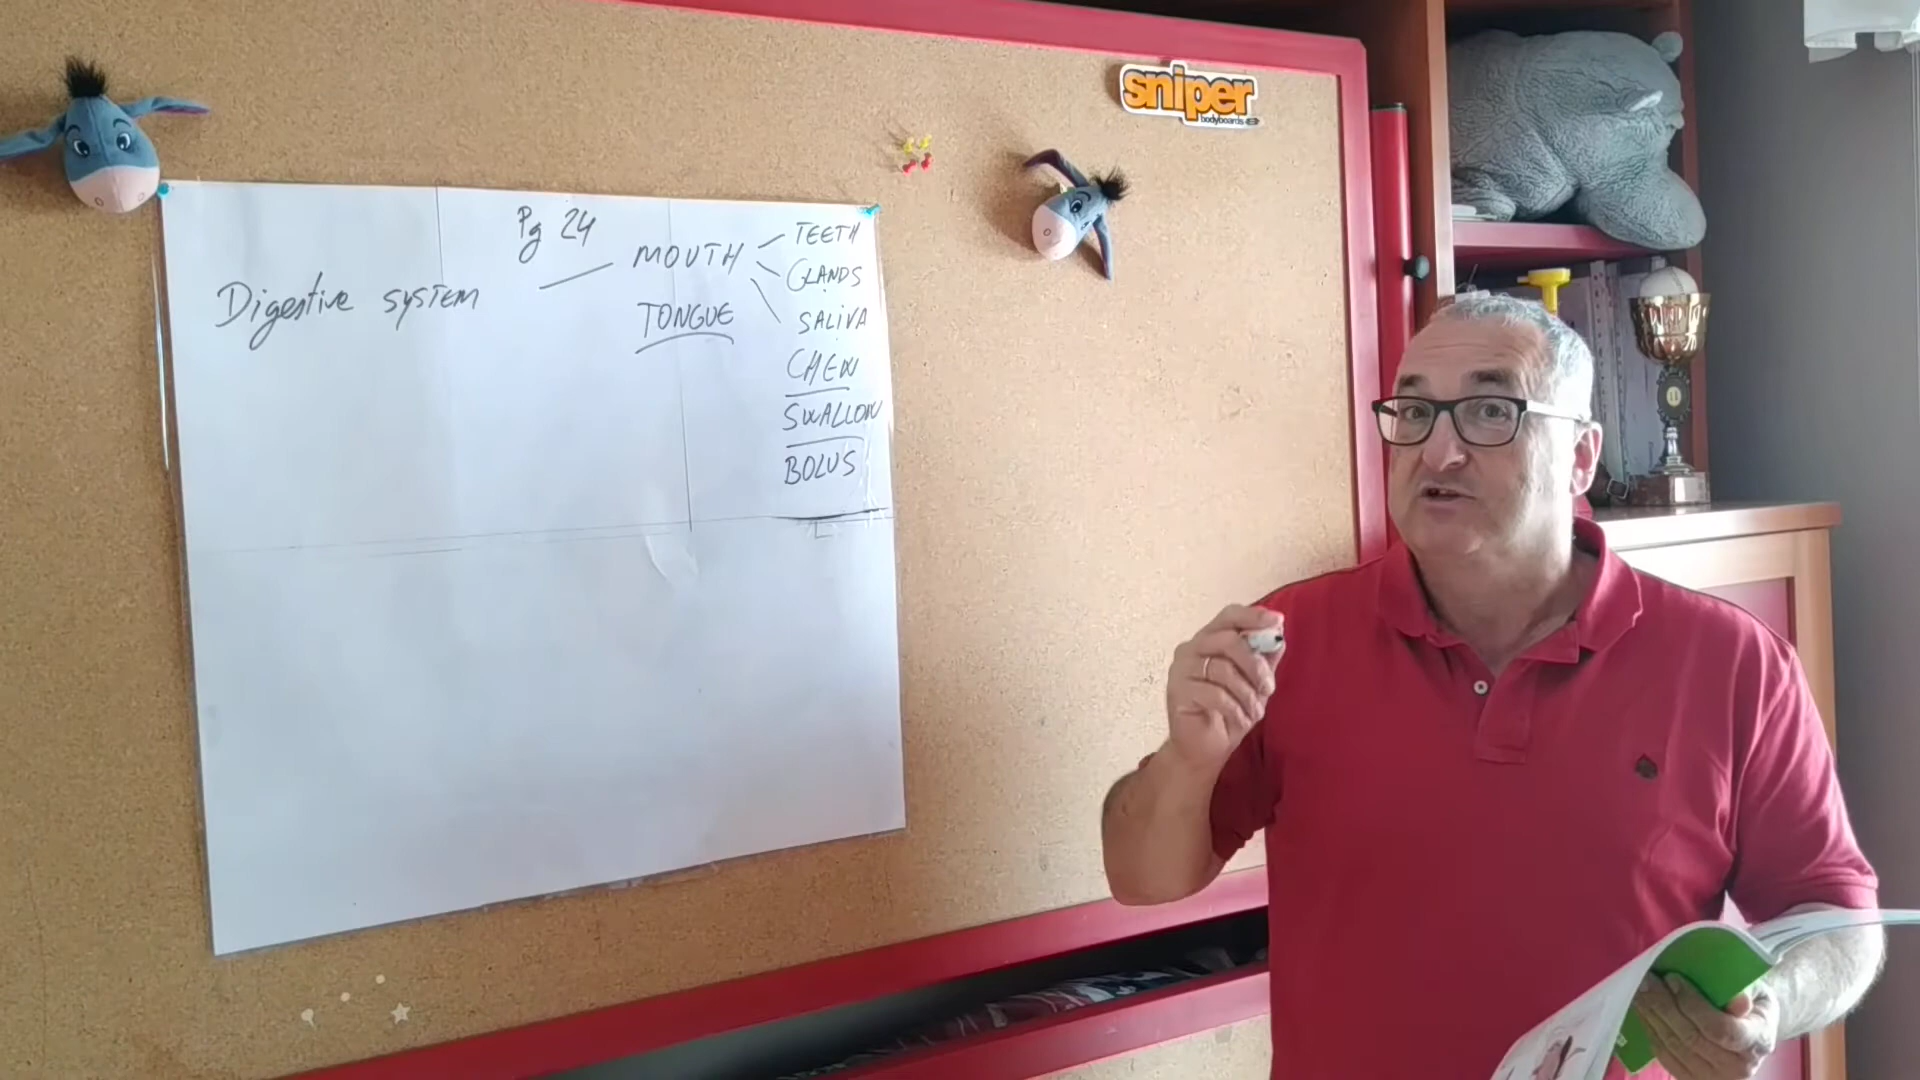 sniper
bodyboards
Pg 24
Digestive SYSTEM
MOUTH
TONGUE
TEETH
GLANDS
SALIVA
CHEW
SWALLOW
BOLUS